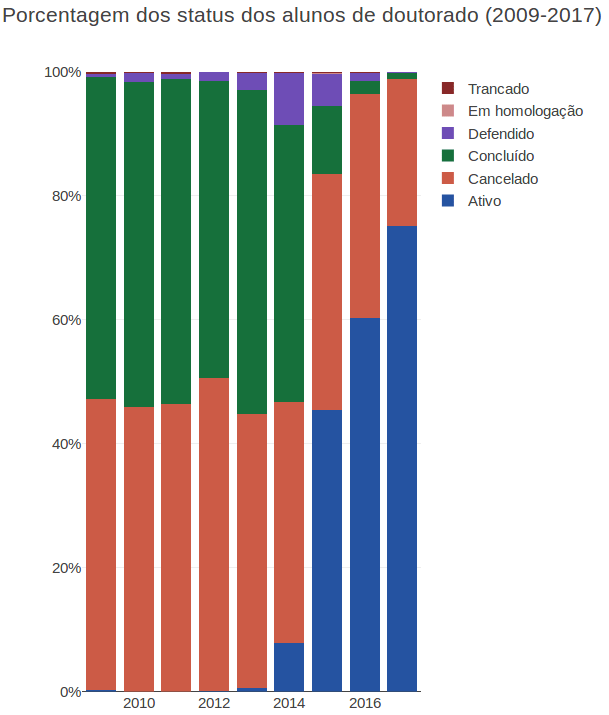 Porcentagem dos status dos alunos de doutorado (2009-2017)
100%
80%
60%
40%
20%
0%
2010
2012
2014
2016
Trancado
Em homologação
Defendido
Concluído
Cancelado
Ativo